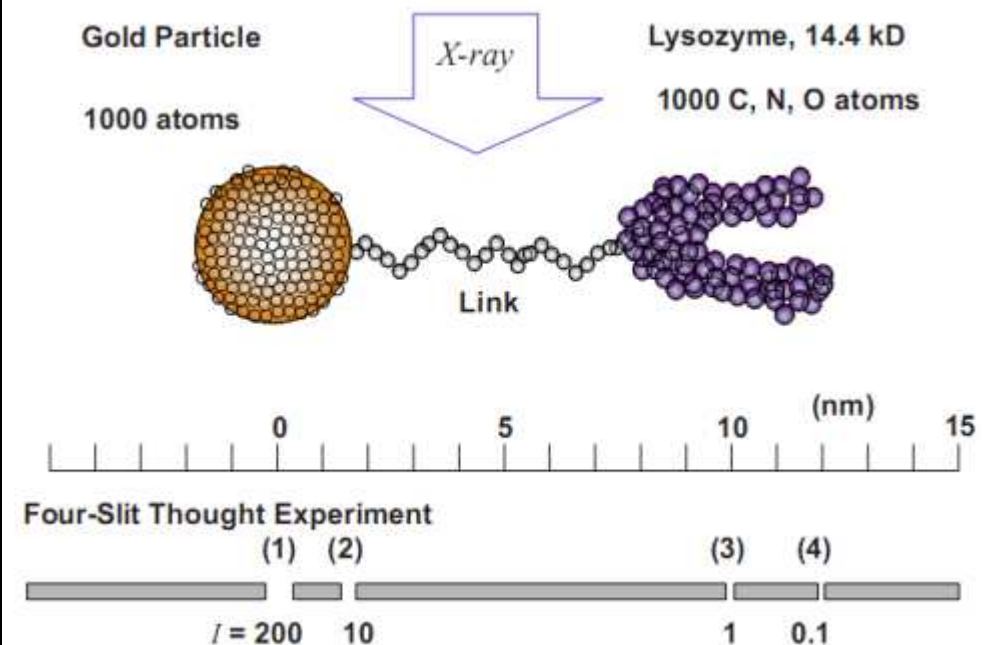 Gold Particle
1000 atoms
X-ray
Lysozyme, 14.4 kD
1000 C, N, O atoms
Link
(nm)
0 5 10 15
Four-Slit Thought Experiment
(1) (2) (3) (4)
I = 200 10 1 0.1